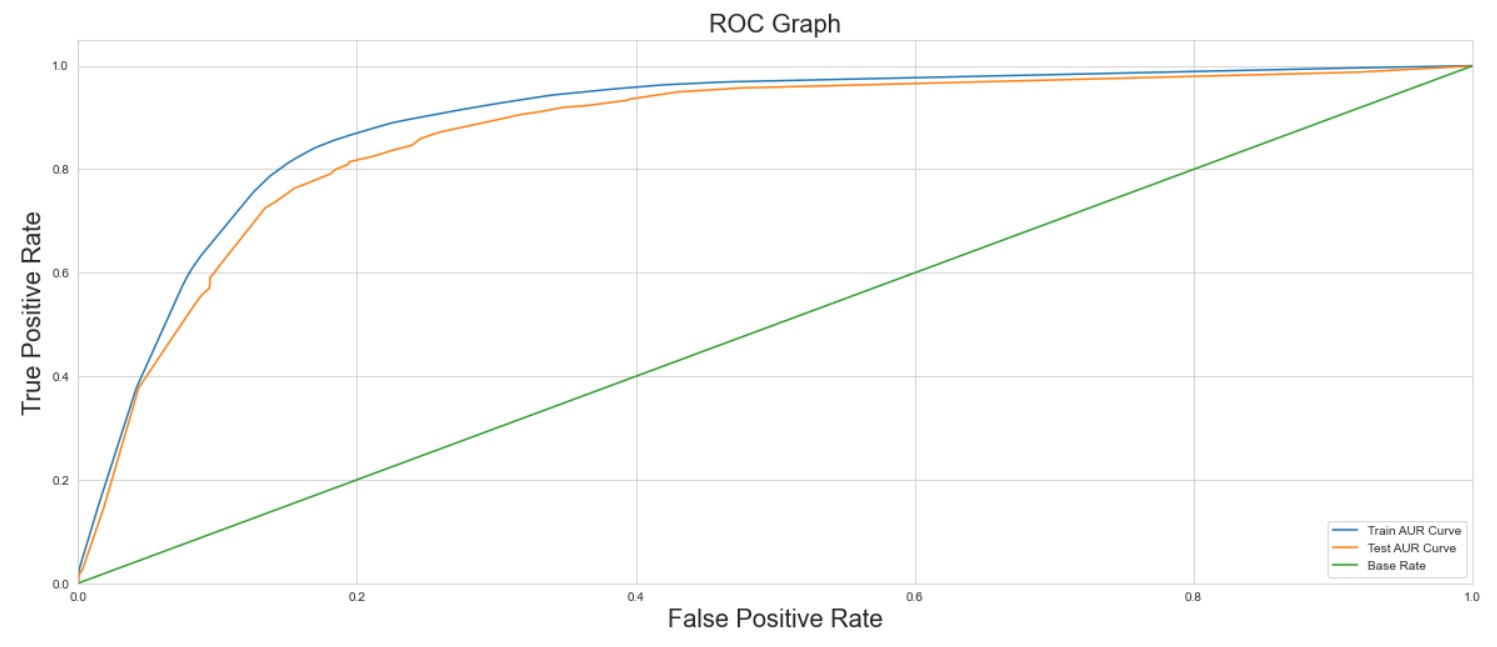 ROC Graph
1.0
0.8
0.6
0.4
0.2
0.0
True Positive Rate
0.0 0.2 0.4 0.6 0.8 1.0
False Positive Rate
Train AUR Curve
Test AUR Curve
Base Rate